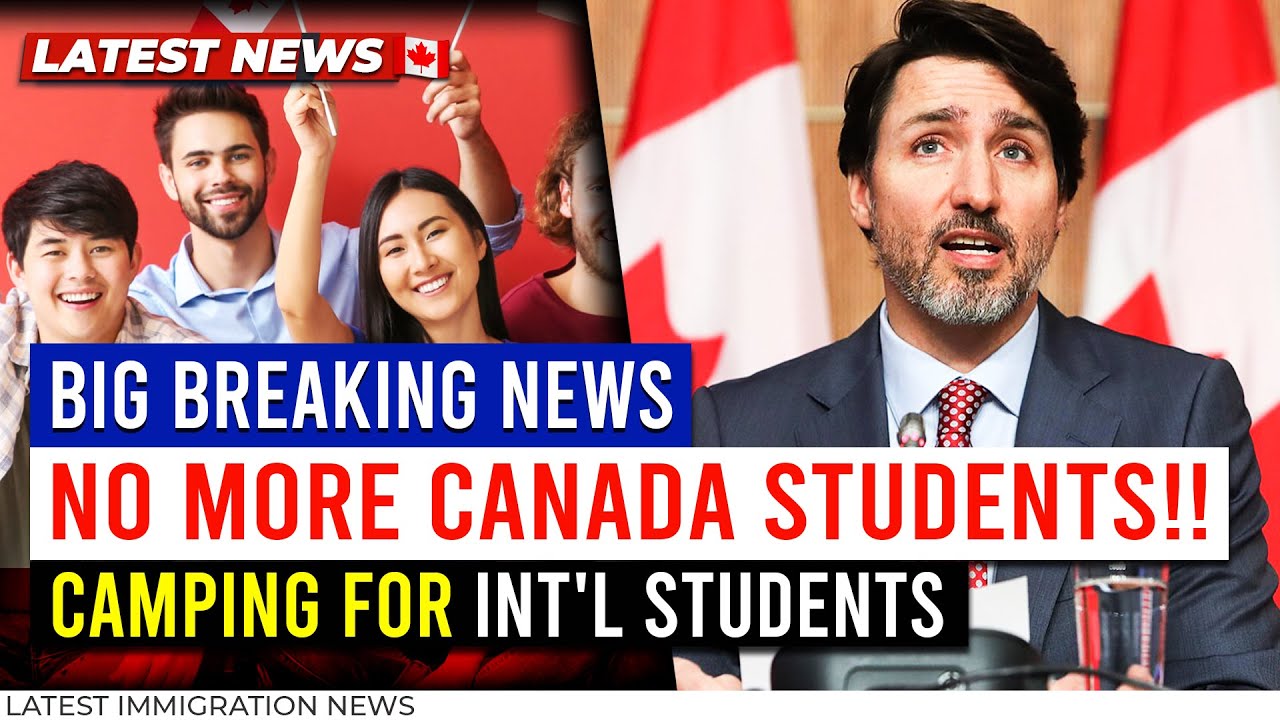 LATEST NEWS
BIG BREAKING NEWS
NO MORE CANADA STUDENTS!!
CAMPING FOR INT'L STUDENTS
LATEST IMMIGRATION NEWS